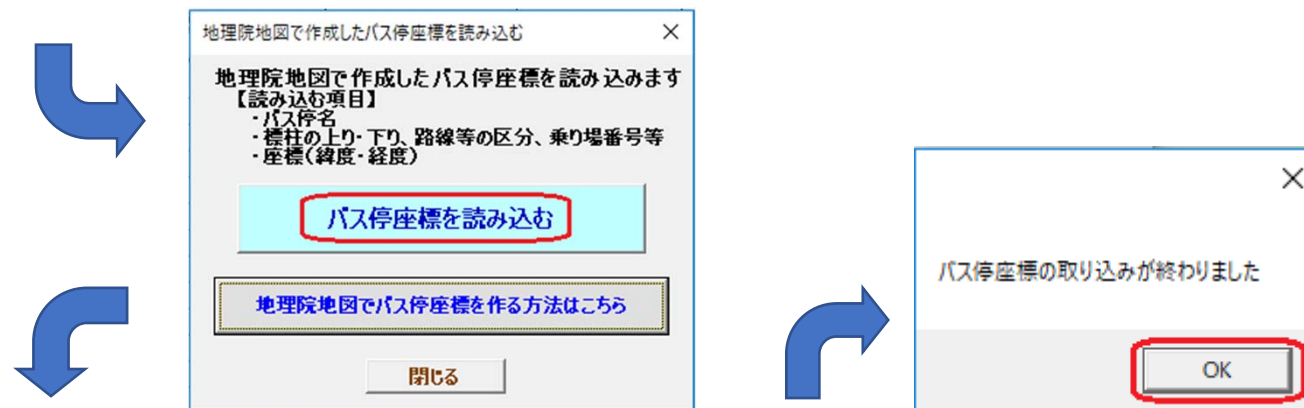 地理院地図で作成したバス停座標を読み込む
地理院地図で作成したバス停座標を読み込みます
【読み込む項目】
・バス停名
・標柱の上り・下り、路線等の区分、乗り場番号等
・座標(緯度・経度)
バス停座標を読み込む
地理院地図でバス停座標を作る方法はこちら
閉じる
バス停座標の取り込みが終わりました
OK